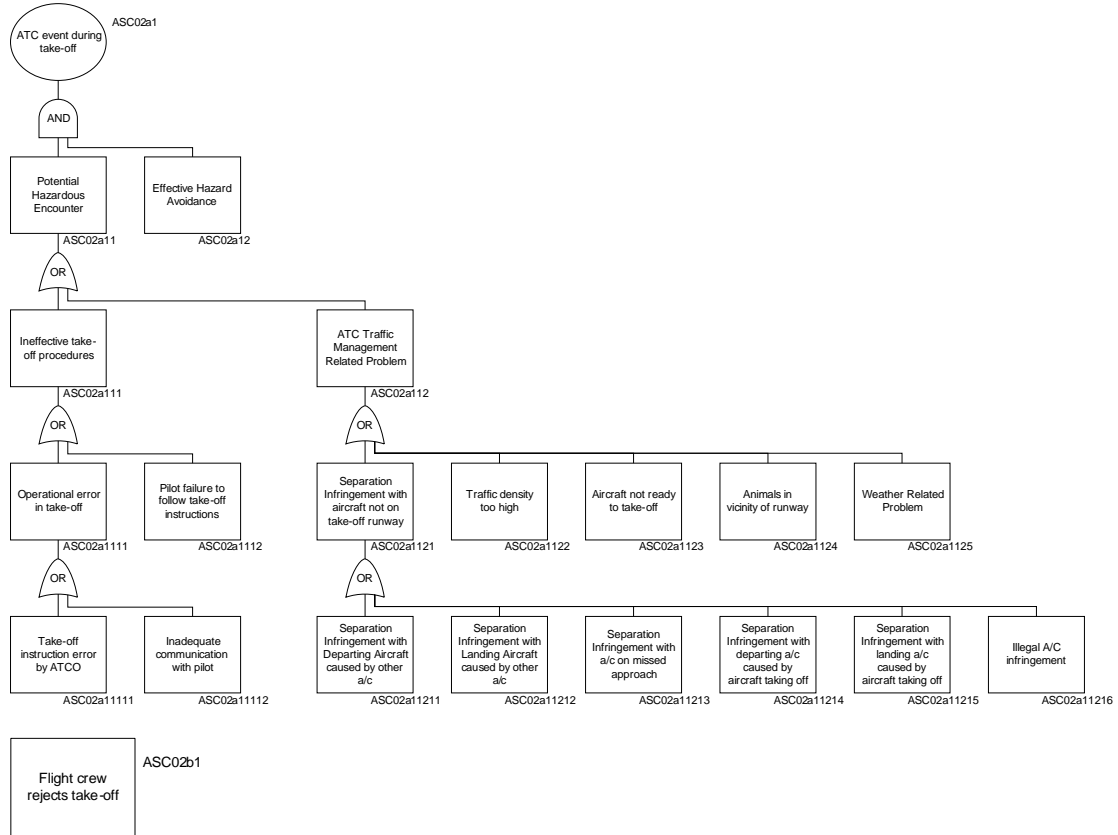 ATC event during
take-off
ASC02a1
AND
Potential
Hazardous
Encounter
ASC02a11
Effective Hazard
Avoidance
ASC02a12
OR
Ineffective take-
off procedures
ASC02a111
ATC Traffic
Management
Related Problem
ASC02a112
OR
OR
Operational error
in take-off
ASC02a1111
Pilot failure to
follow take-off
instructions
ASC02a1112
Separation
Infringement with
aircraft not on
take-off runway
ASC02a1121
Traffic density
too high
ASC02a1122
Aircraft not ready
to take-off
ASC02a1123
Animals in
vicinity of runway
ASC02a1124
Weather Related
Problem
ASC02a1125
OR
OR
Take-off
instruction error
by ATCO
ASC02a11111
Inadequate
communication
with pilot
ASC02a11112
Separation
Infringement with
Departing Aircraft
caused by other
a/c
ASC02a11211
Separation
Infringement with
Landing Aircraft
caused by other
a/c
ASC02a11212
Separation
Infringement with
a/c on missed
approach
ASC02a11213
Separation
Infringement with
departing a/c
caused by
aircraft taking off
ASC02a11214
Separation
Infringement with
landing a/c
caused by
aircraft taking off
ASC02a11215
Illegal A/C
infringement
ASC02a11216
Flight crew
rejects take-off
ASC02b1